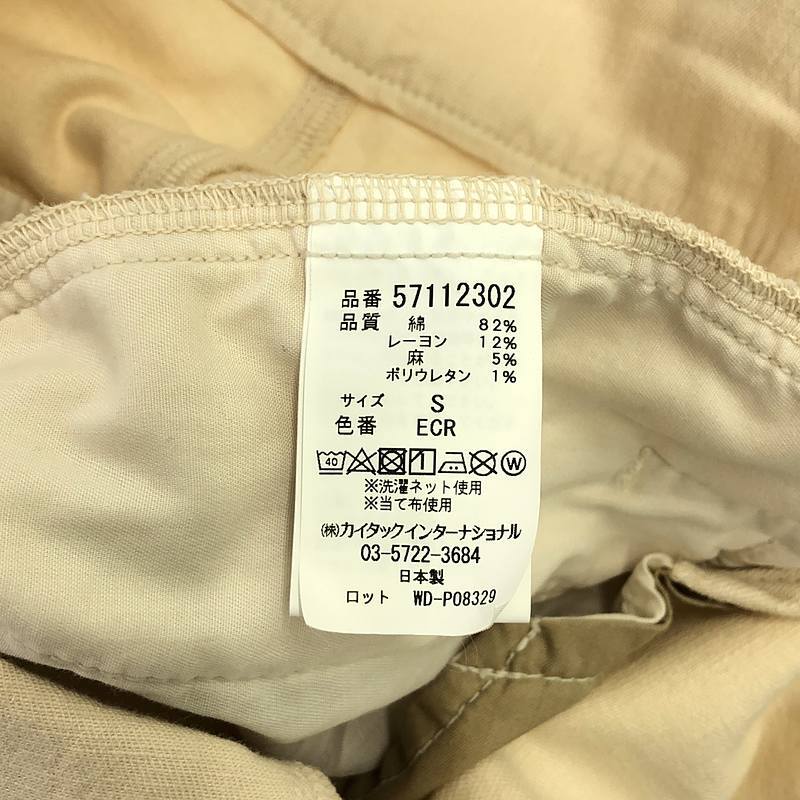 品番 57112302
品質 綿 82%
レーヨン 12%
麻 5%
ポリウレタン 1%
サイズ S
色番 ECR
40 W
※洗濯ネット使用
※当て布使用
㈱カイタックインターナショナル
03-5722-3684
日本製
ロット WD-P08329